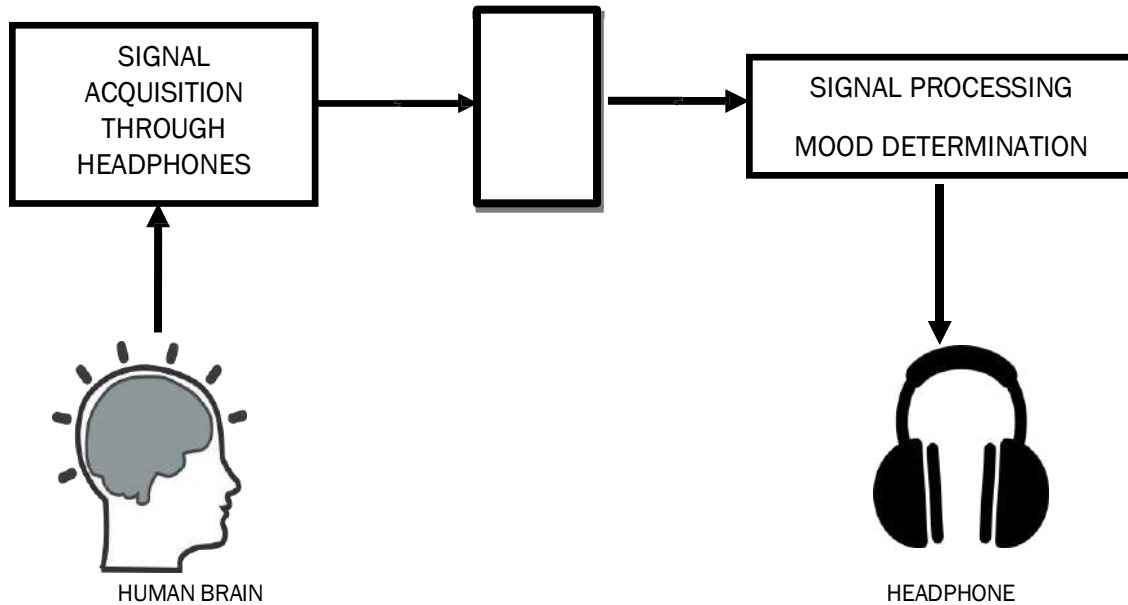 SIGNAL
ACQUISITION
THROUGH
HEADPHONES
SIGNAL PROCESSING
MOOD DETERMINATION
HUMAN BRAIN
HEADPHONE